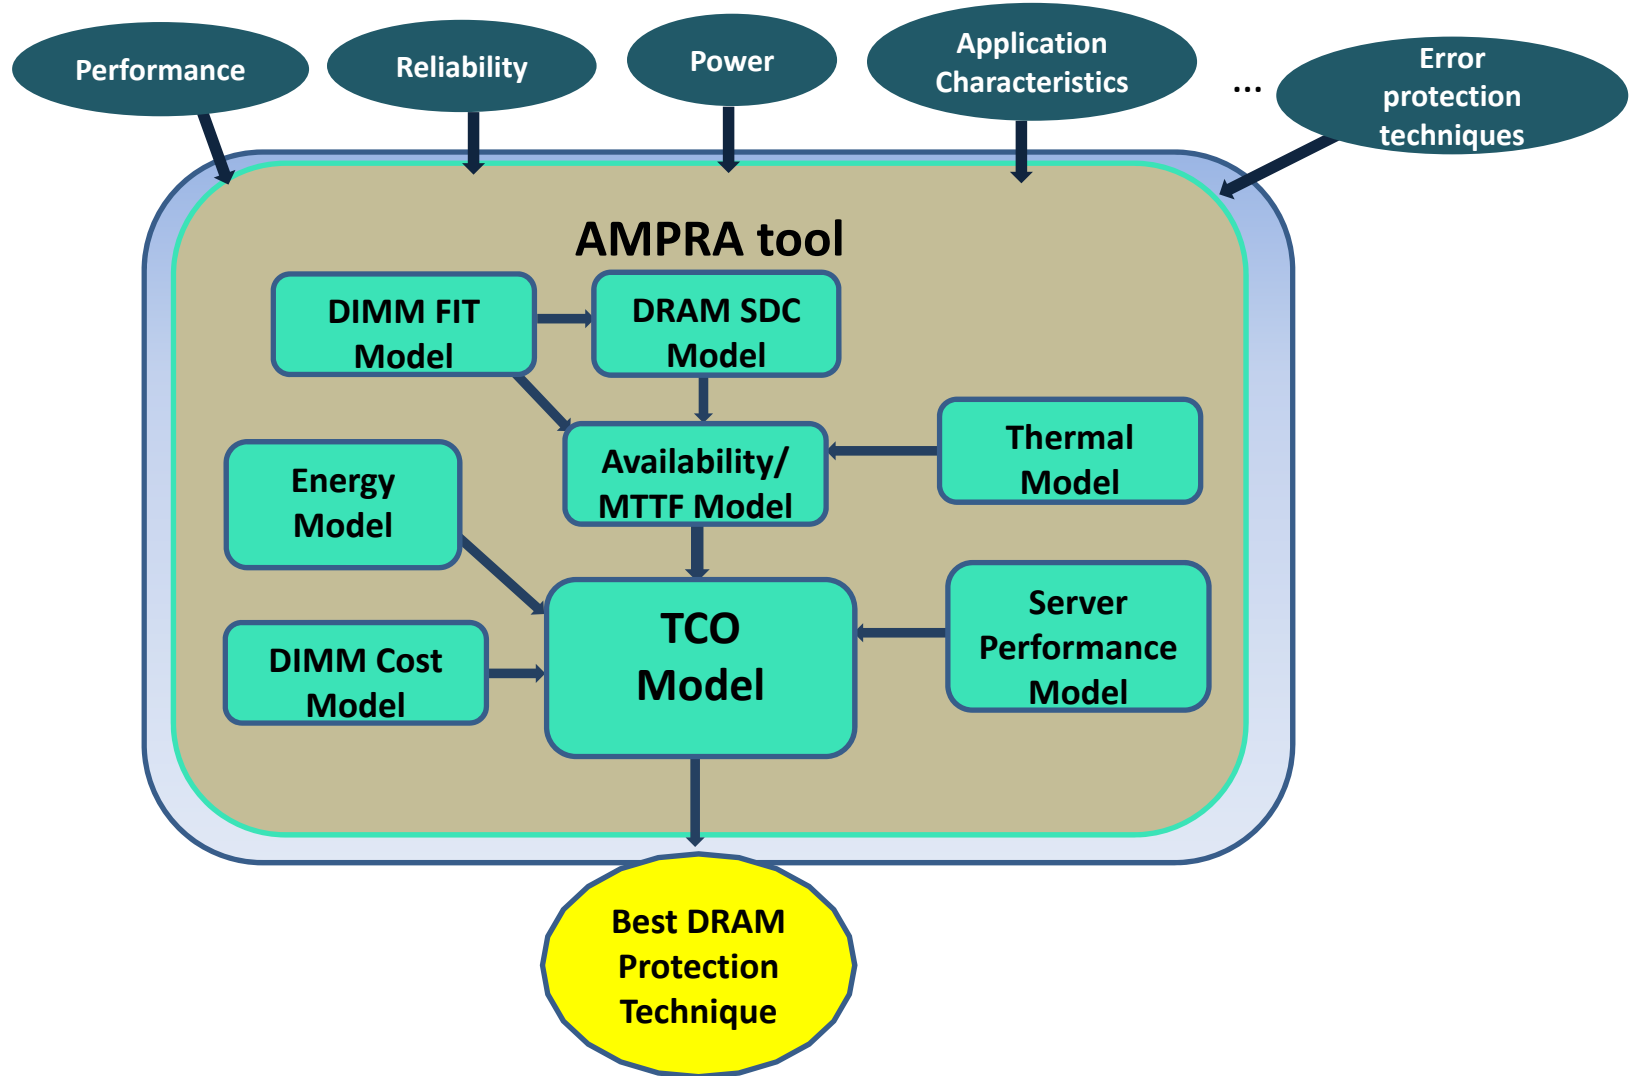 Performance
Reliability
Power
Application
Characteristics
...
Error
protection
techniques
AMPRA tool
DIMM FIT
Model
DRAM SDC
Model
Availability/
MTTF Model
Thermal
Model
Energy
Model
DIMM Cost
Model
TCO
Model
Server
Performance
Model
Best DRAM
Protection
Technique